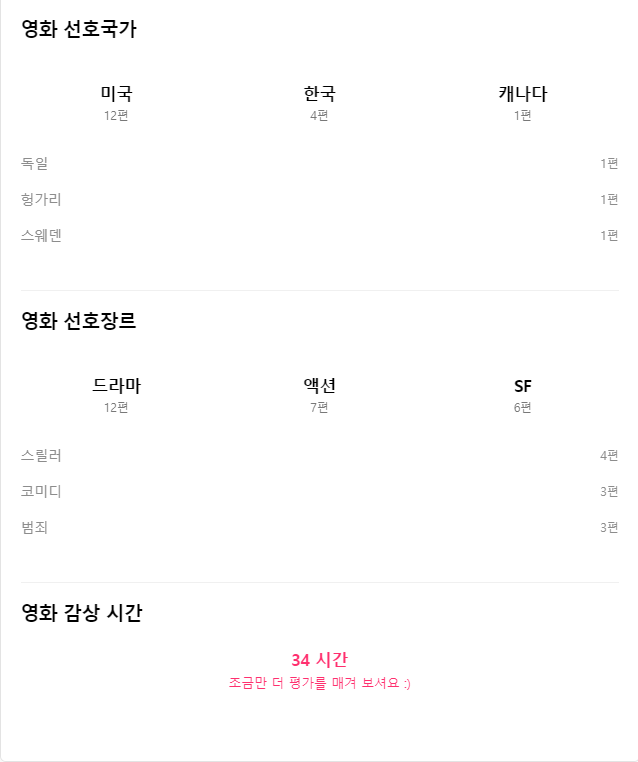 영화 선호국가
미국 한국 캐나다
12편 4편 1편
독일 1편
헝가리 1편
스웨덴 1편
영화 선호장르
드라마 액션 SF
12편 7편 6편
스릴러 4편
코미디 3편
범죄 3편
영화 감상 시간
34 시간
조금만 더 평가를 매겨 보셔요 :)